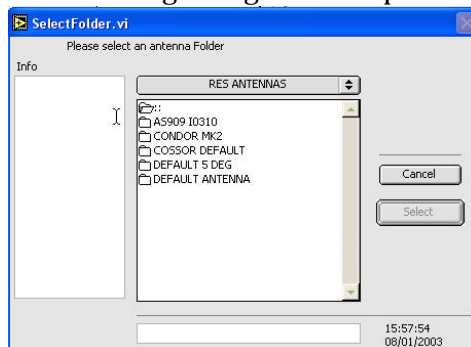 SelectFolder.vi
Please select an antenna Folder
Info
RES ANTENNAS
::
AS909 I0310
CONDOR MK2
COSSOR DEFAULT
DEFAULT 5 DEG
DEFAULT ANTENNA
Cancel
Select
15:57:54
08/01/2003